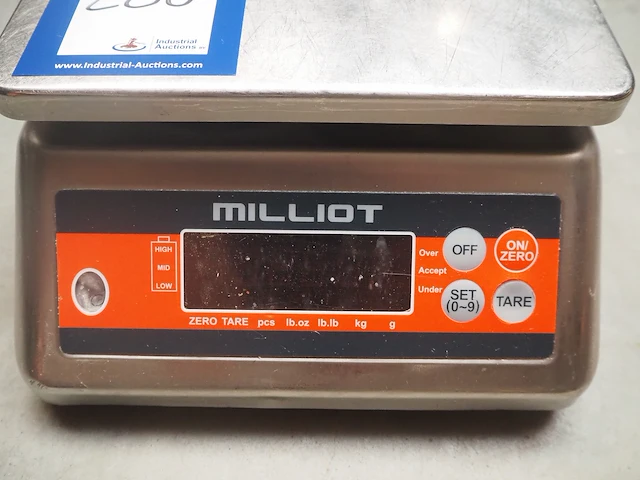 Industrial
Auctions
www.Industrial-Auctions.com
MILLIOT
HIGH
MID
LOW
Over
Accept
Under
OFF
ON/
ZERO
SET
(0~9)
TARE
ZERO TARE pcs lb.oz lb.lb kg g